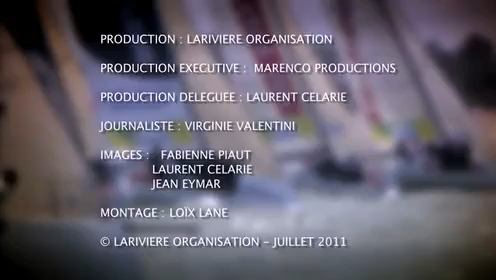 PRODUCTION : LARIVIERE ORGANISATION
PRODUCTION EXECUTIVE : MARENCO PRODUCTIONS
PRODUCTION DELEGUEE : LAURENT CELARIE
JOURNALISTE : VIRGINIE VALENTINI
IMAGES : FABIENNE PIAUT
LAURENT CELARIE
JEAN EYMAR
MONTAGE : LOÏX LANE
© LARIVIERE ORGANISATION - JUILLET 2011